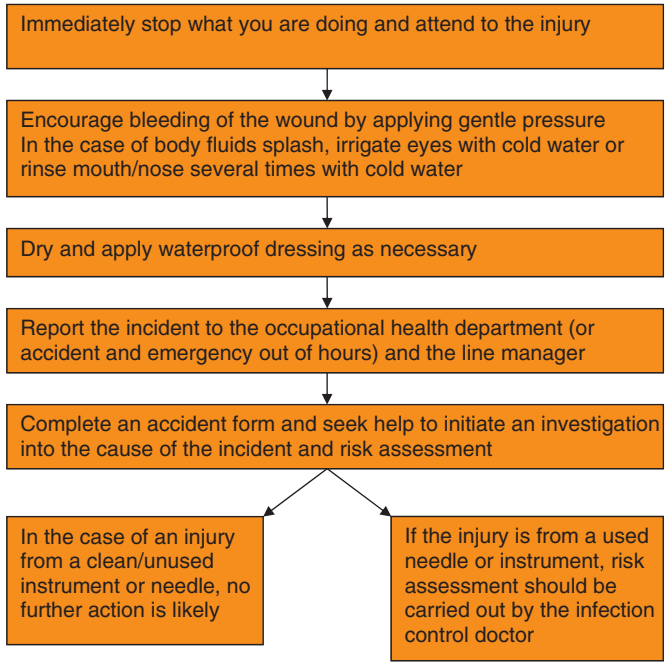 Immediately stop what you are doing and attend to the injury
Encourage bleeding of the wound by applying gentle pressure
In the case of body fluids splash, irrigate eyes with cold water or
rinse mouth/nose several times with cold water
Dry and apply waterproof dressing as necessary
Report the incident to the occupational health department (or
accident and emergency out of hours) and the line manager
Complete an accident form and seek help to initiate an investigation
into the cause of the incident and risk assessment
In the case of an injury
from a clean/unused
instrument or needle, no
further action is likely
If the injury is from a used
needle or instrument, risk
assessment should be
carried out by the infection
control doctor